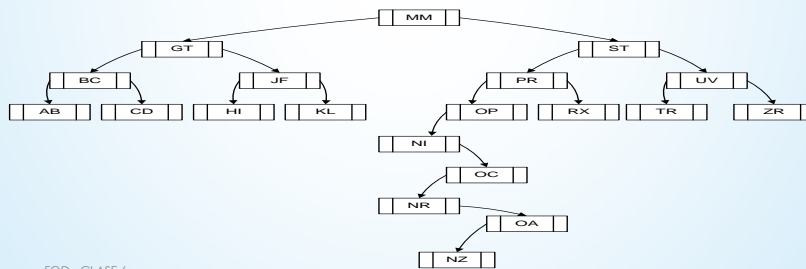 MM
GT ST
BC JF PR UV
AB CD HI KL OP RX TR ZR
NI
OC
NR
OA
NZ